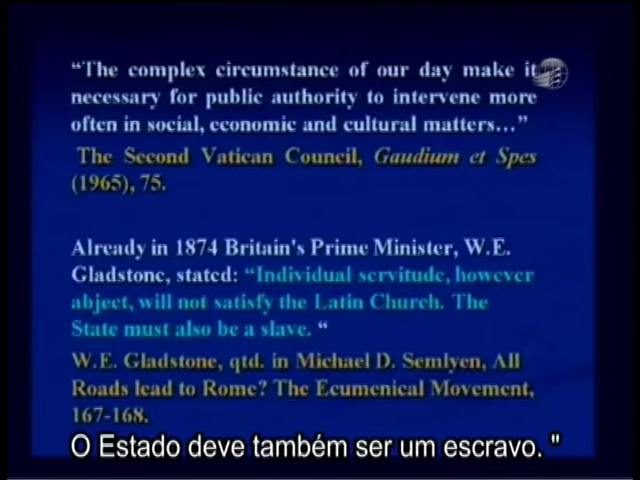 “The complex circumstance of our day make it
necessary for public authority to intervene more
often in social, economic and cultural matters...”
The Second Vatican Council, Gaudium et Spes
(1965), 75.
Already in 1874 Britain's Prime Minister, W.E.
Gladstone, stated: “Individual servitude, however
abject, will not satisfy the Latin Church. The
State must also be a slave. “
W.E. Gladstone, qtd. in Michael D. Semlyen, All
Roads lead to Rome? The Ecumenical Movement,
167-168.
O Estado deve também ser um escravo. "